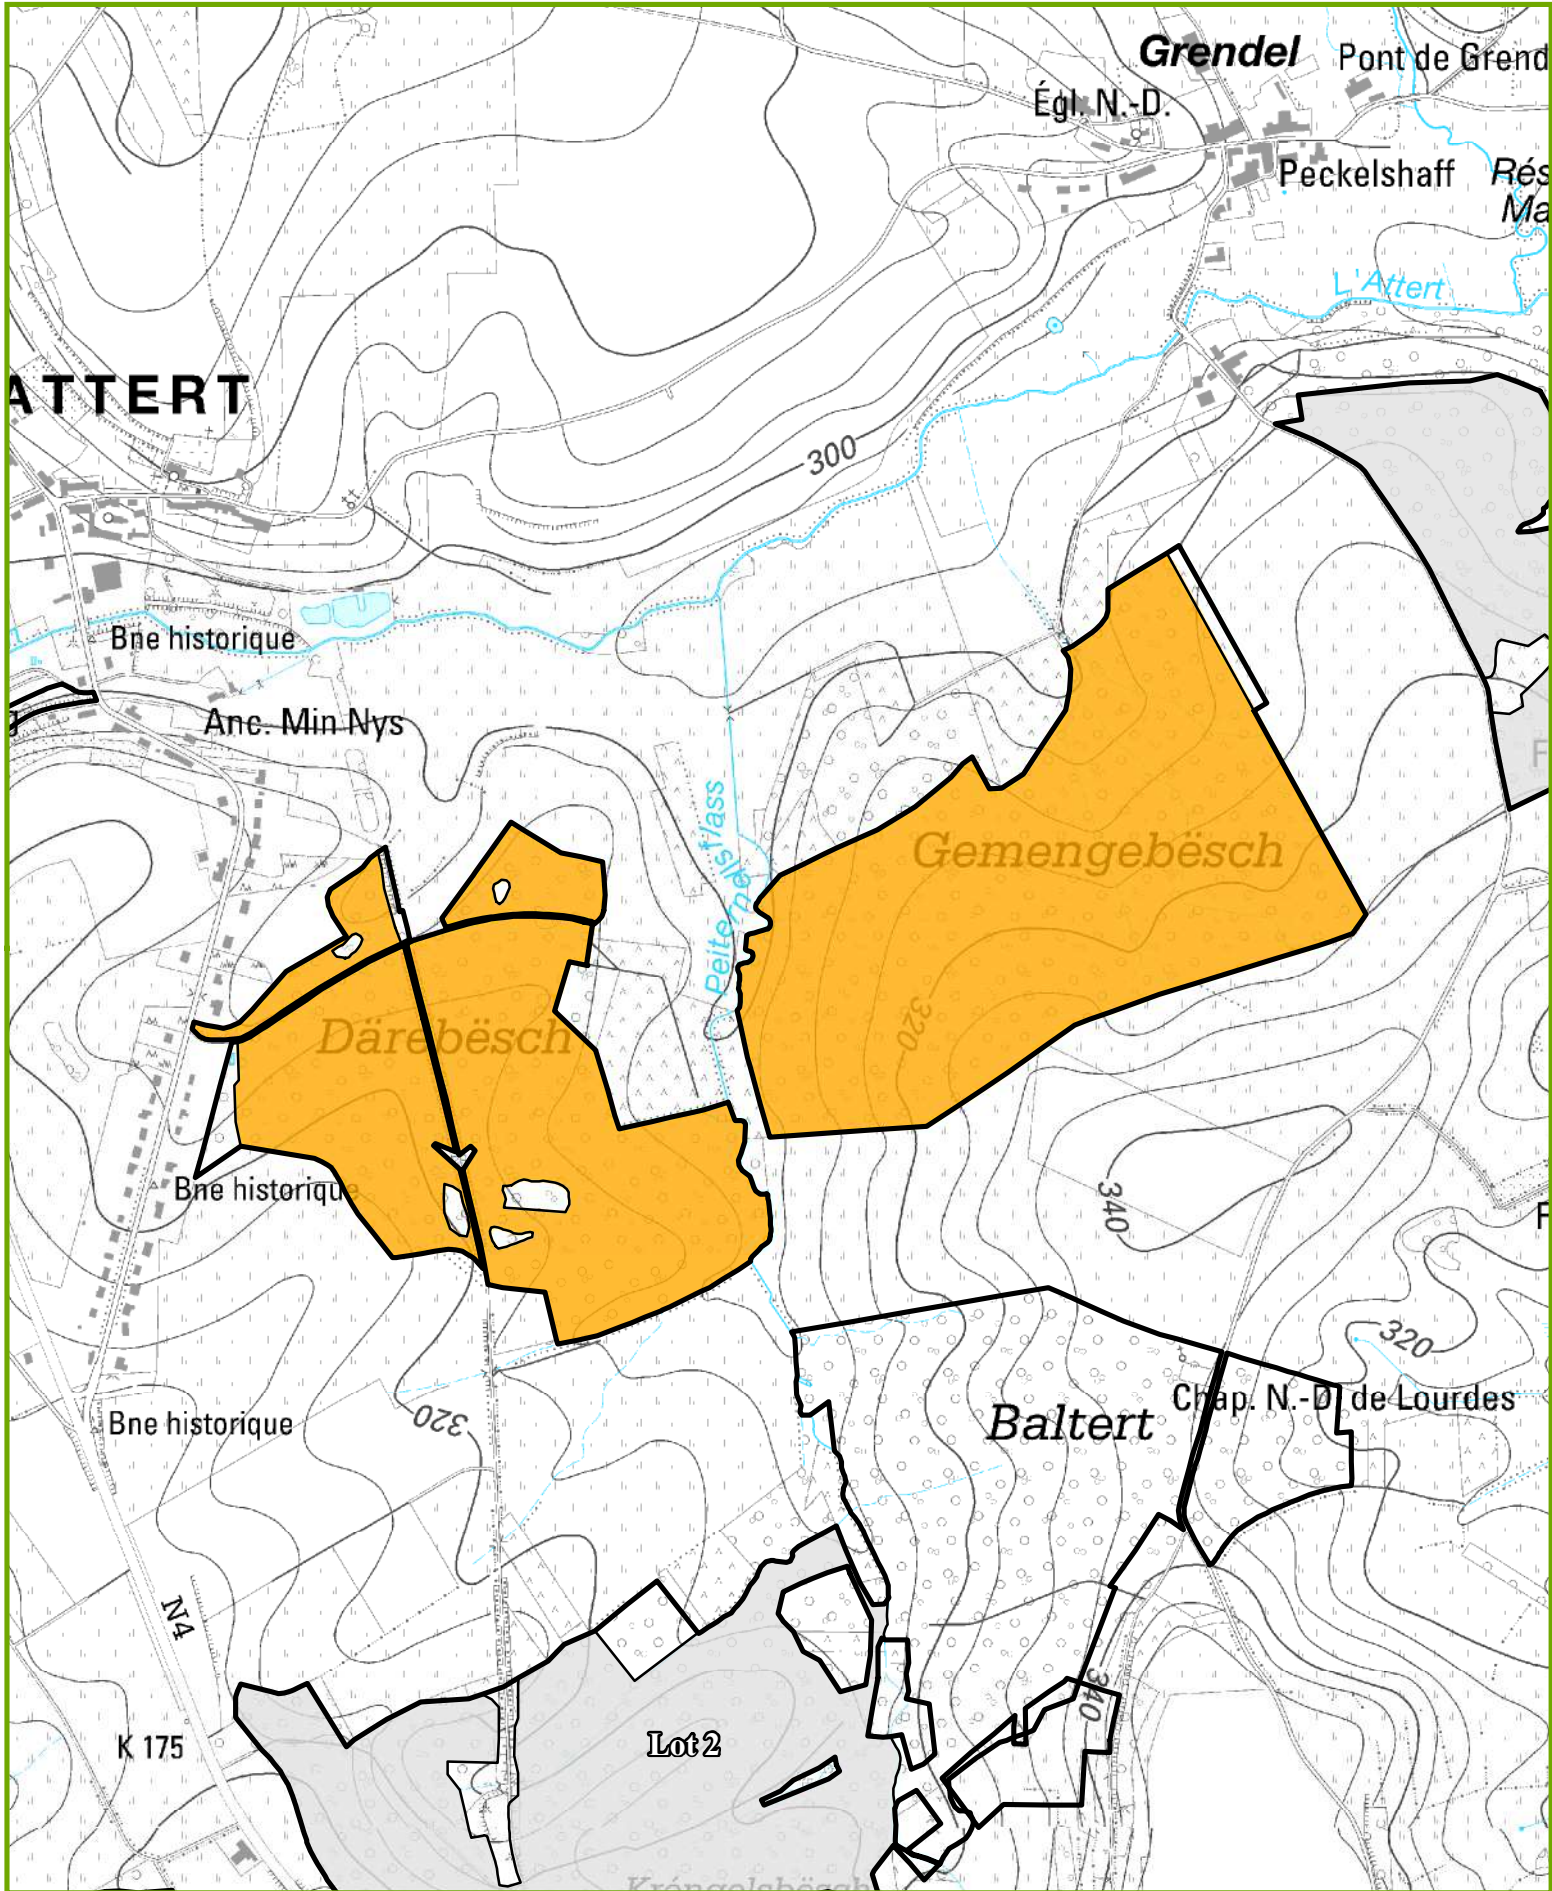 Grendel
Pont de Grend
Égl. N.-D.
Peckelshaff
Rés
Ma
L'Attert
ATTERT
300
Bne historique
Anc. Min Nys
Gemengebësch
320
Därebësch
Bne historique
340
320
Chap. N.-D. de Lourdes
Baltert
320
Bne historique
N4
340
K 175
Lot 2